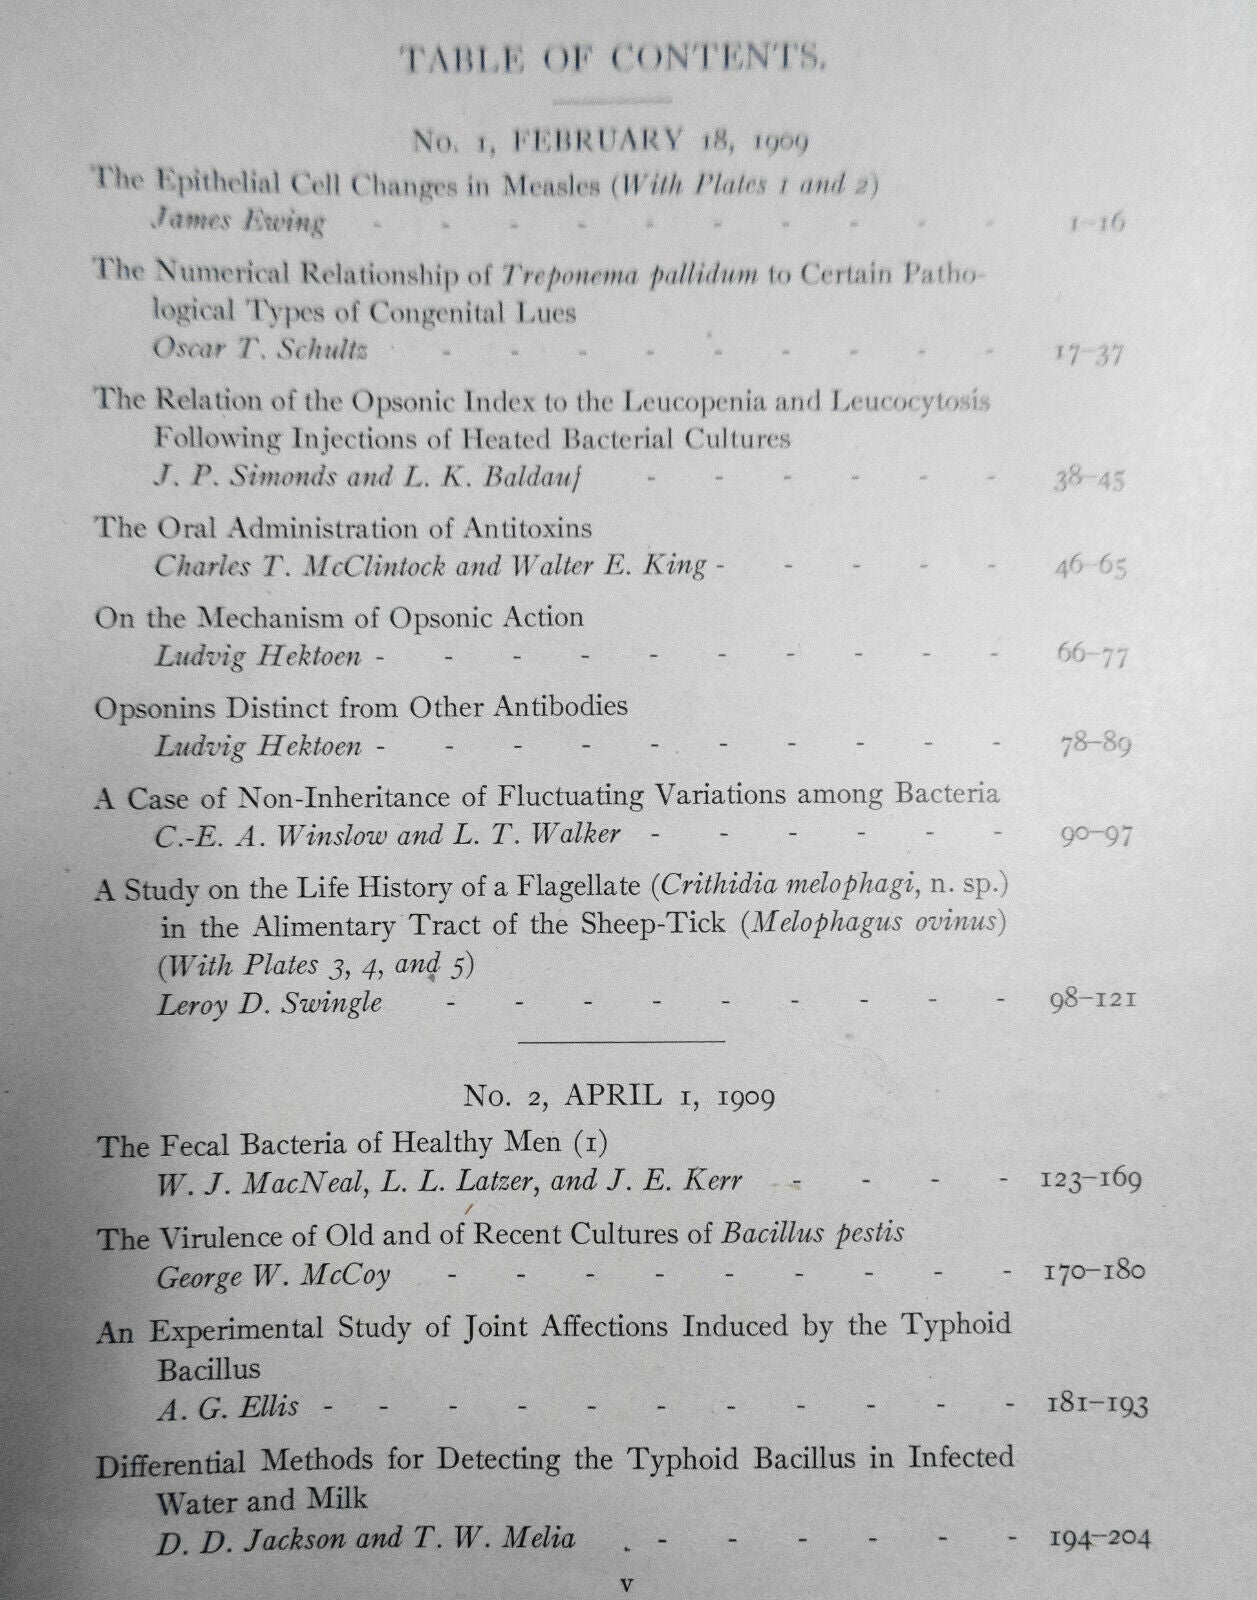 TABLE OF CONTENTS.
No. 1, FEBRUARY 18, 1909
The Epithelial Cell Changes in Measles (With Plates 1 and 2)
James Ewing - - - - - - - - - - 1–16
The Numerical Relationship of Treponema pallidum to Certain Patho-
logical Types of Congenital Lues
Oscar T. Schultz - - - - - - - - - 17–37
The Relation of the Opsonic Index to the Leucopenia and Leucocytosis
Following Injections of Heated Bacterial Cultures
J. P. Simonds and L. K. Baldauf - - - - - - 38–45
The Oral Administration of Antitoxins
Charles T. McClintock and Walter E. King - - - - - 46–65
On the Mechanism of Opsonic Action
Ludvig Hektoen - - - - - - - - - - 66–77
Opsonins Distinct from Other Antibodies
Ludvig Hektoen - - - - - - - - - - 78–89
A Case of Non-Inheritance of Fluctuating Variations among Bacteria
C.-E. A. Winslow and L. T. Walker - - - - - - 90–97
A Study on the Life History of a Flagellate (Crithidia melophagi, n. sp.)
in the Alimentary Tract of the Sheep-Tick (Melophagus ovinus)
(With Plates 3, 4, and 5)
Leroy D. Swingle - - - - - - - - - 98–121
No. 2, APRIL 1, 1909
The Fecal Bacteria of Healthy Men (1)
W. J. MacNeal, L. L. Latzer, and J. E. Kerr - - - - 123–169
The Virulence of Old and of Recent Cultures of Bacillus pestis
George W. McCoy - - - - - - - - - 170–180
An Experimental Study of Joint Affections Induced by the Typhoid
Bacillus
A. G. Ellis - - - - - - - - - - - 181–193
Differential Methods for Detecting the Typhoid Bacillus in Infected
Water and Milk
D. D. Jackson and T. W. Melia - - - - - - 194–204
v